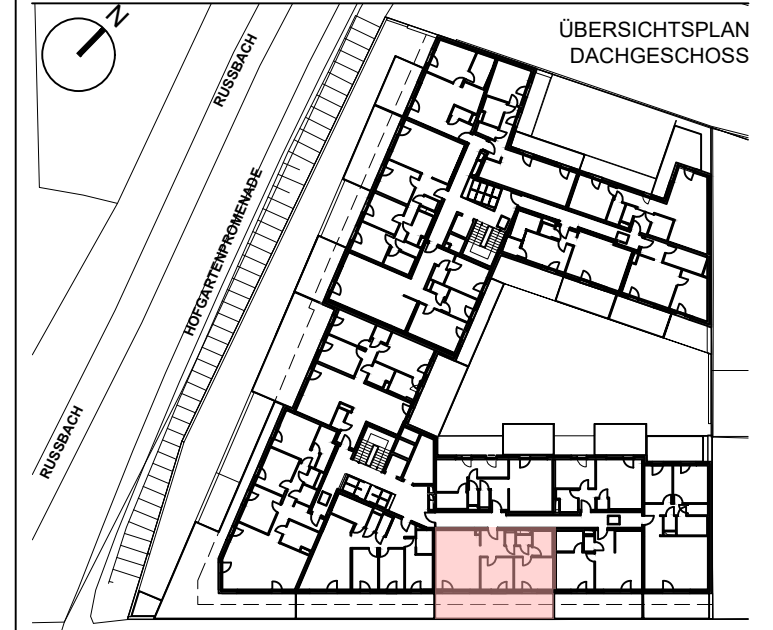 N
ÜBERSICHTSPLAN
DACHGESCHOSS
RUSSBACH
HOFGARTENPROMENADE
RUSSBACH